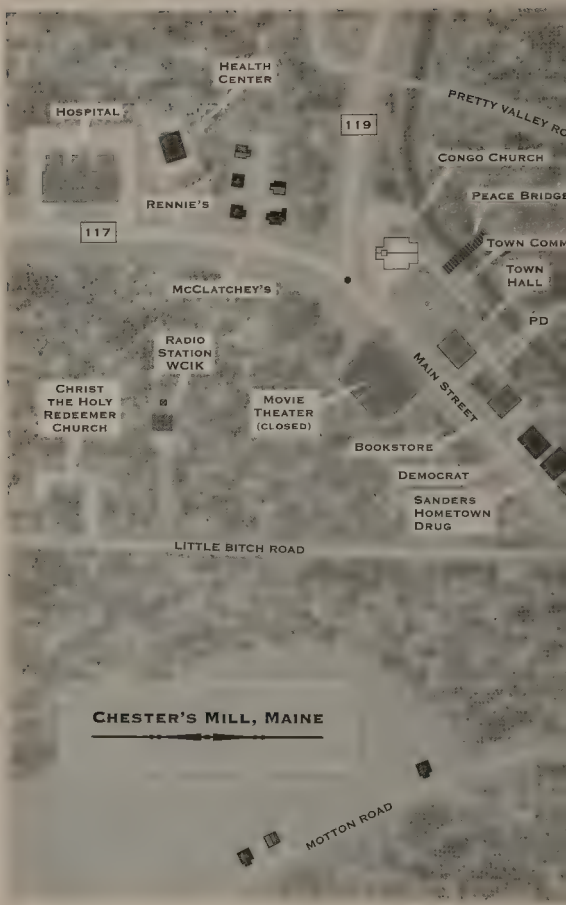 HEALTH
CENTER
HOSPITAL
119
PRETTY VALLEY
CONGO CHURCH
RENNIE'S
PEACE BRIDGE
117
TOWN
TOWN
HALL
MCCLATCHEY'S
PD
RADIO
STATION
WCIK
MAIN STREET
CHRIST
THE HOLY
REDEEMER
CHURCH
MOVIE
THEATER
(CLOSED)
BOOKSTORE
DEMOCRAT
SANDERS
HOMETOWN
DRUG
LITTLE BITCH ROAD
CHESTER'S MILL, MAINE
MOTTON ROAD